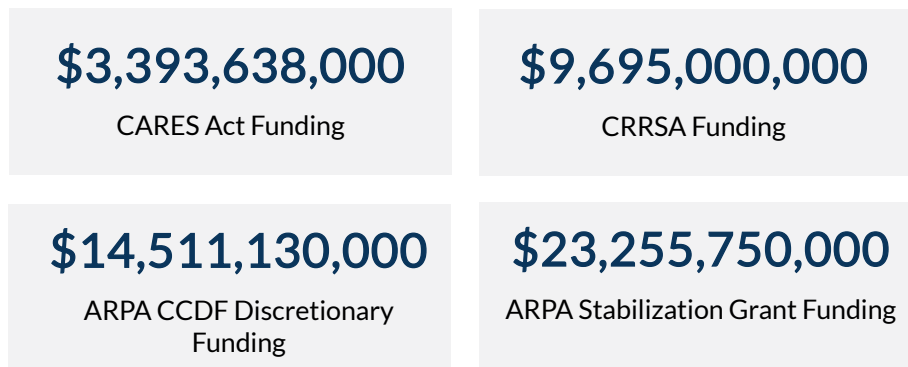 $3,393,638,000
CARES Act Funding
$9,695,000,000
CRRSA Funding
$14,511,130,000
ARPA CCDF Discretionary
Funding
$23,255,750,000
ARPA Stabilization Grant Funding